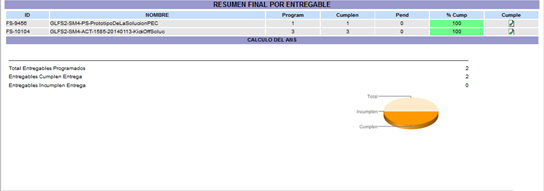 RESUMEN FINAL POR ENTREGABLE
ID NOMBRE Program Cumplen Pend % Cump Cumple
FS-9466 GLFS2-SM4-PS-PrototipoDeLaSolucionPEC 1 1 0 100
FS-10104 GLFS2-SM4-ACT-1585-20140113-KickOffSoluc 3 3 0 100
CALCULO DEL ANS
Total Entregables Programados 2
Entregables Cumplen Entrega 2
Entregables Incumplen Entrega 0
Total
Incumplen
Cumplen